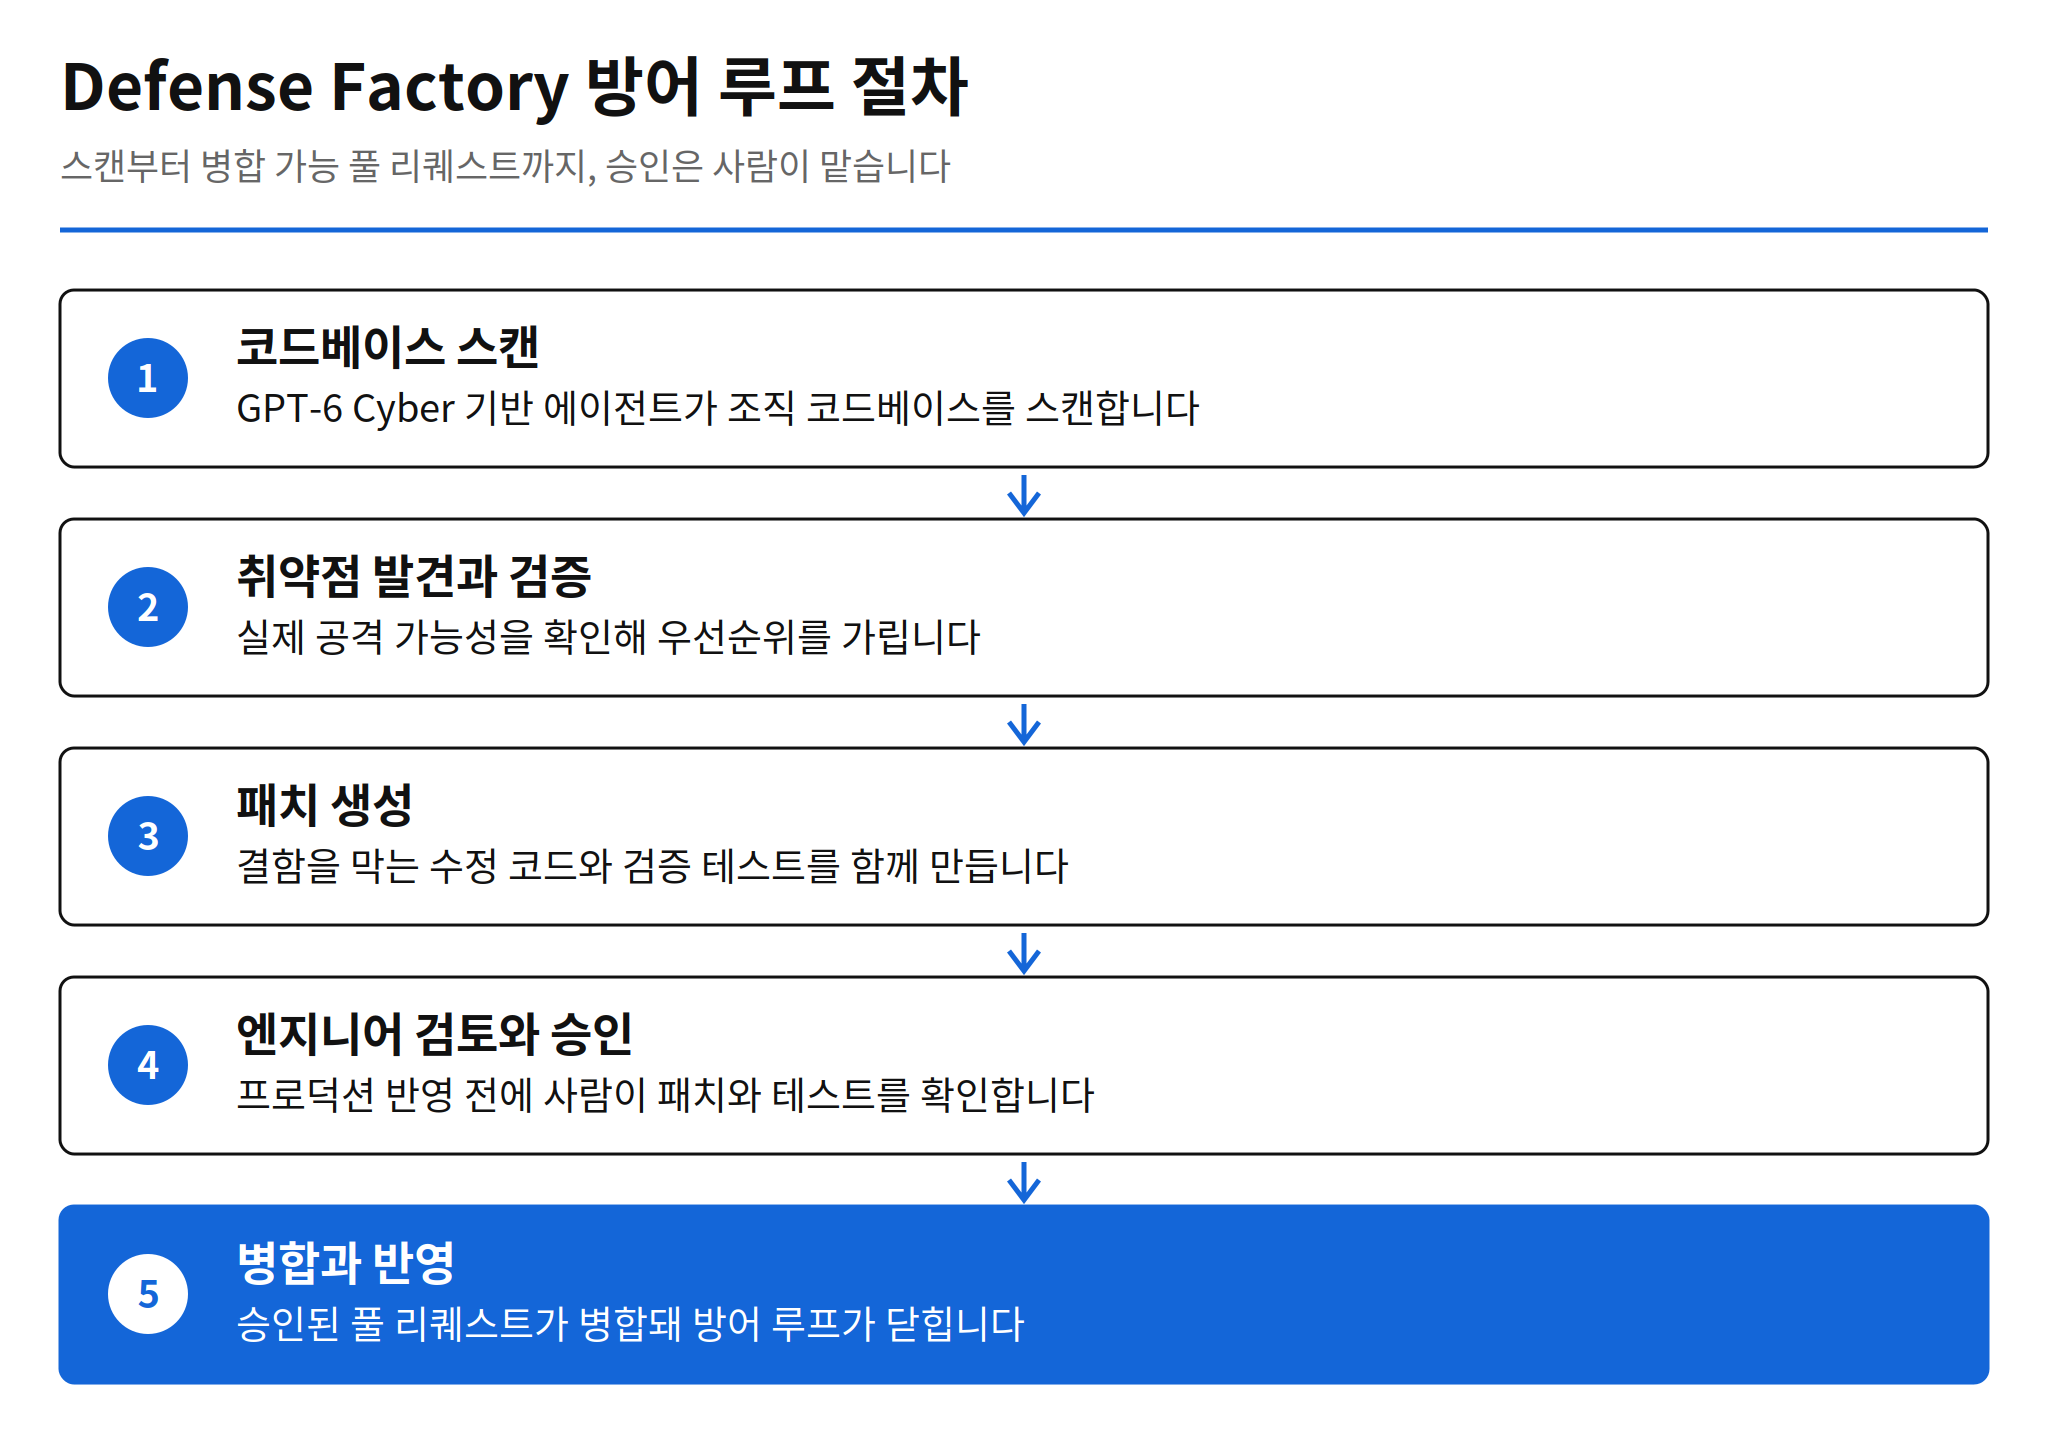 Defense Factory 방어 루프 절차
스캔부터 병합 가능 풀 리퀘스트까지, 승인은 사람이 맡습니다
1
코드베이스 스캔
GPT-6 Cyber 기반 에이전트가 조직 코드베이스를 스캔합니다
2
취약점 발견과 검증
실제 공격 가능성을 확인해 우선순위를 가립니다
3
패치 생성
결함을 막는 수정 코드와 검증 테스트를 함께 만듭니다
4
엔지니어 검토와 승인
프로덕션 반영 전에 사람이 패치와 테스트를 확인합니다
5
병합과 반영
승인된 풀 리퀘스트가 병합돼 방어 루프가 닫힙니다